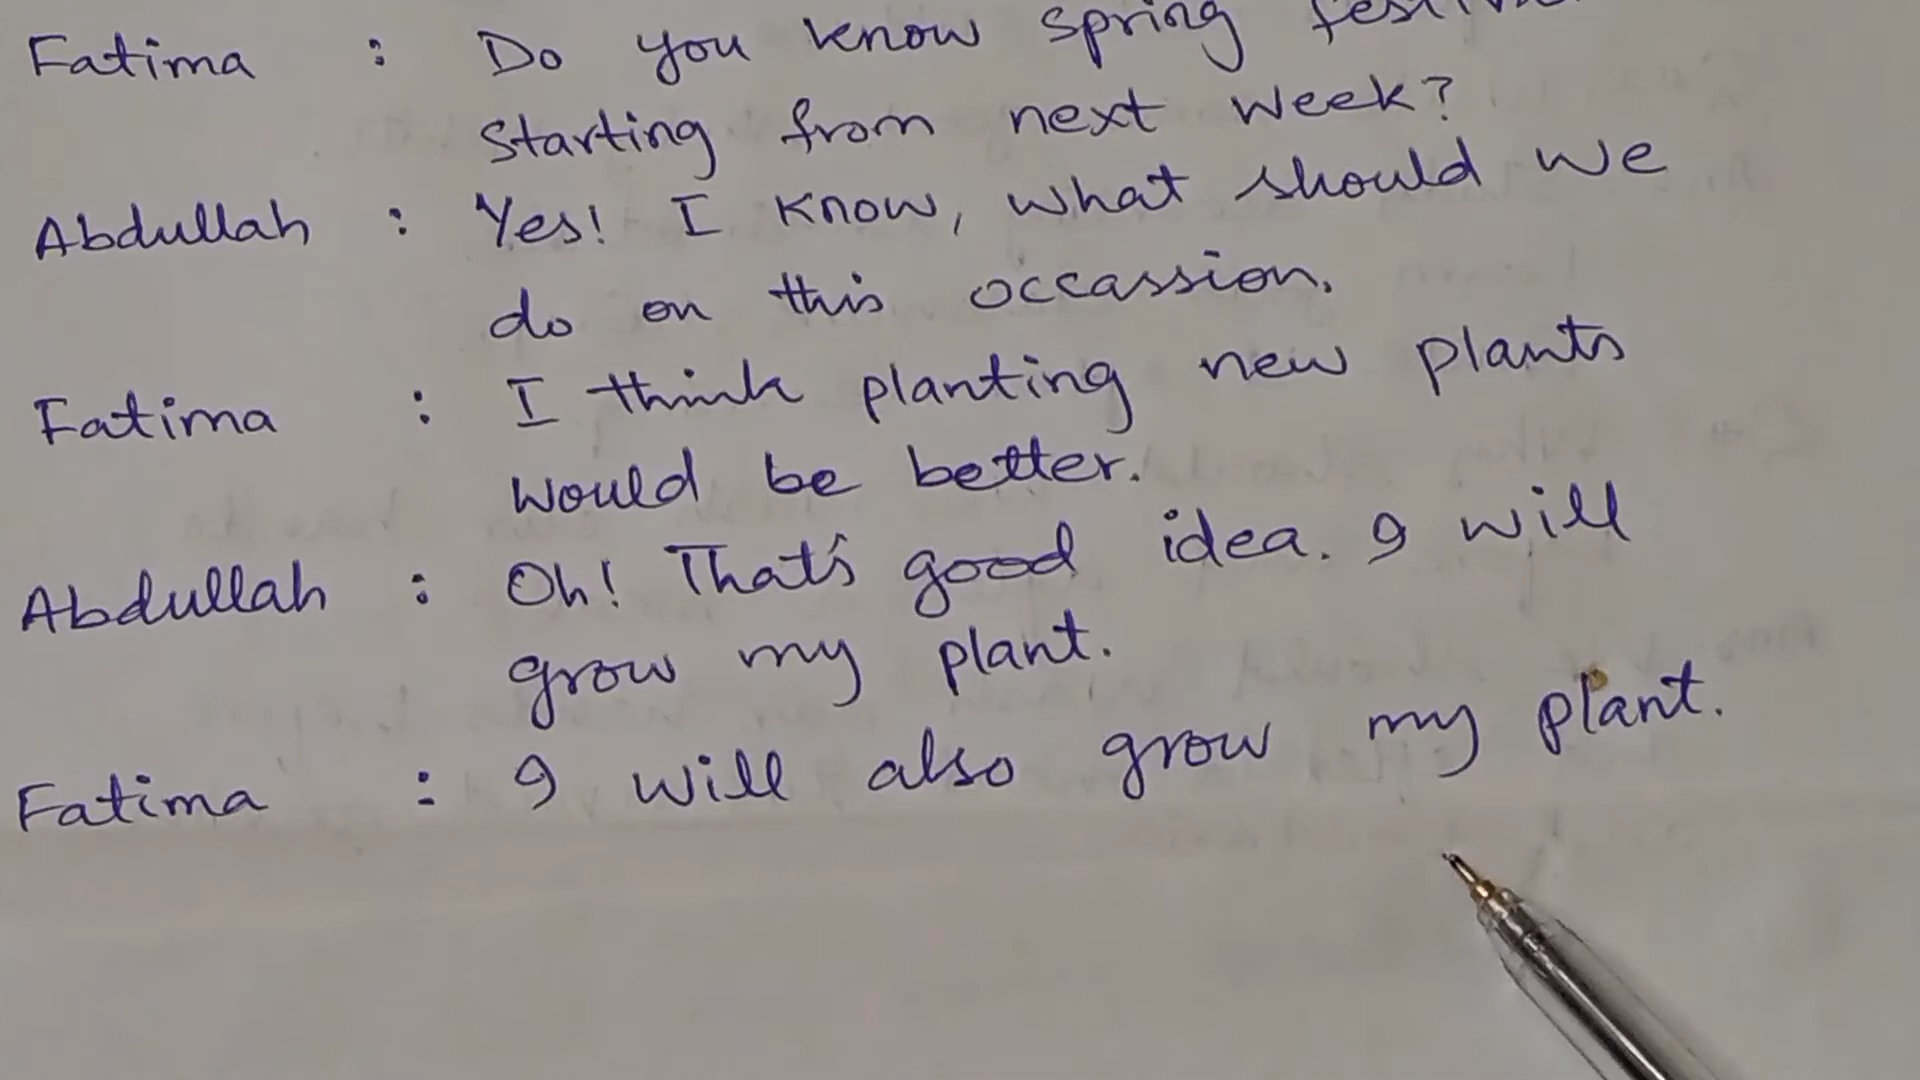 Fatima : Do you know spring
starting from next week?
Abdullah : Yes! I know, what should we
do on this occassion.
Fatima : I think planting new plants
would be better.
Abdullah : Oh! That's good idea. I will
grow my plant.
Fatima : I will also grow my plant.